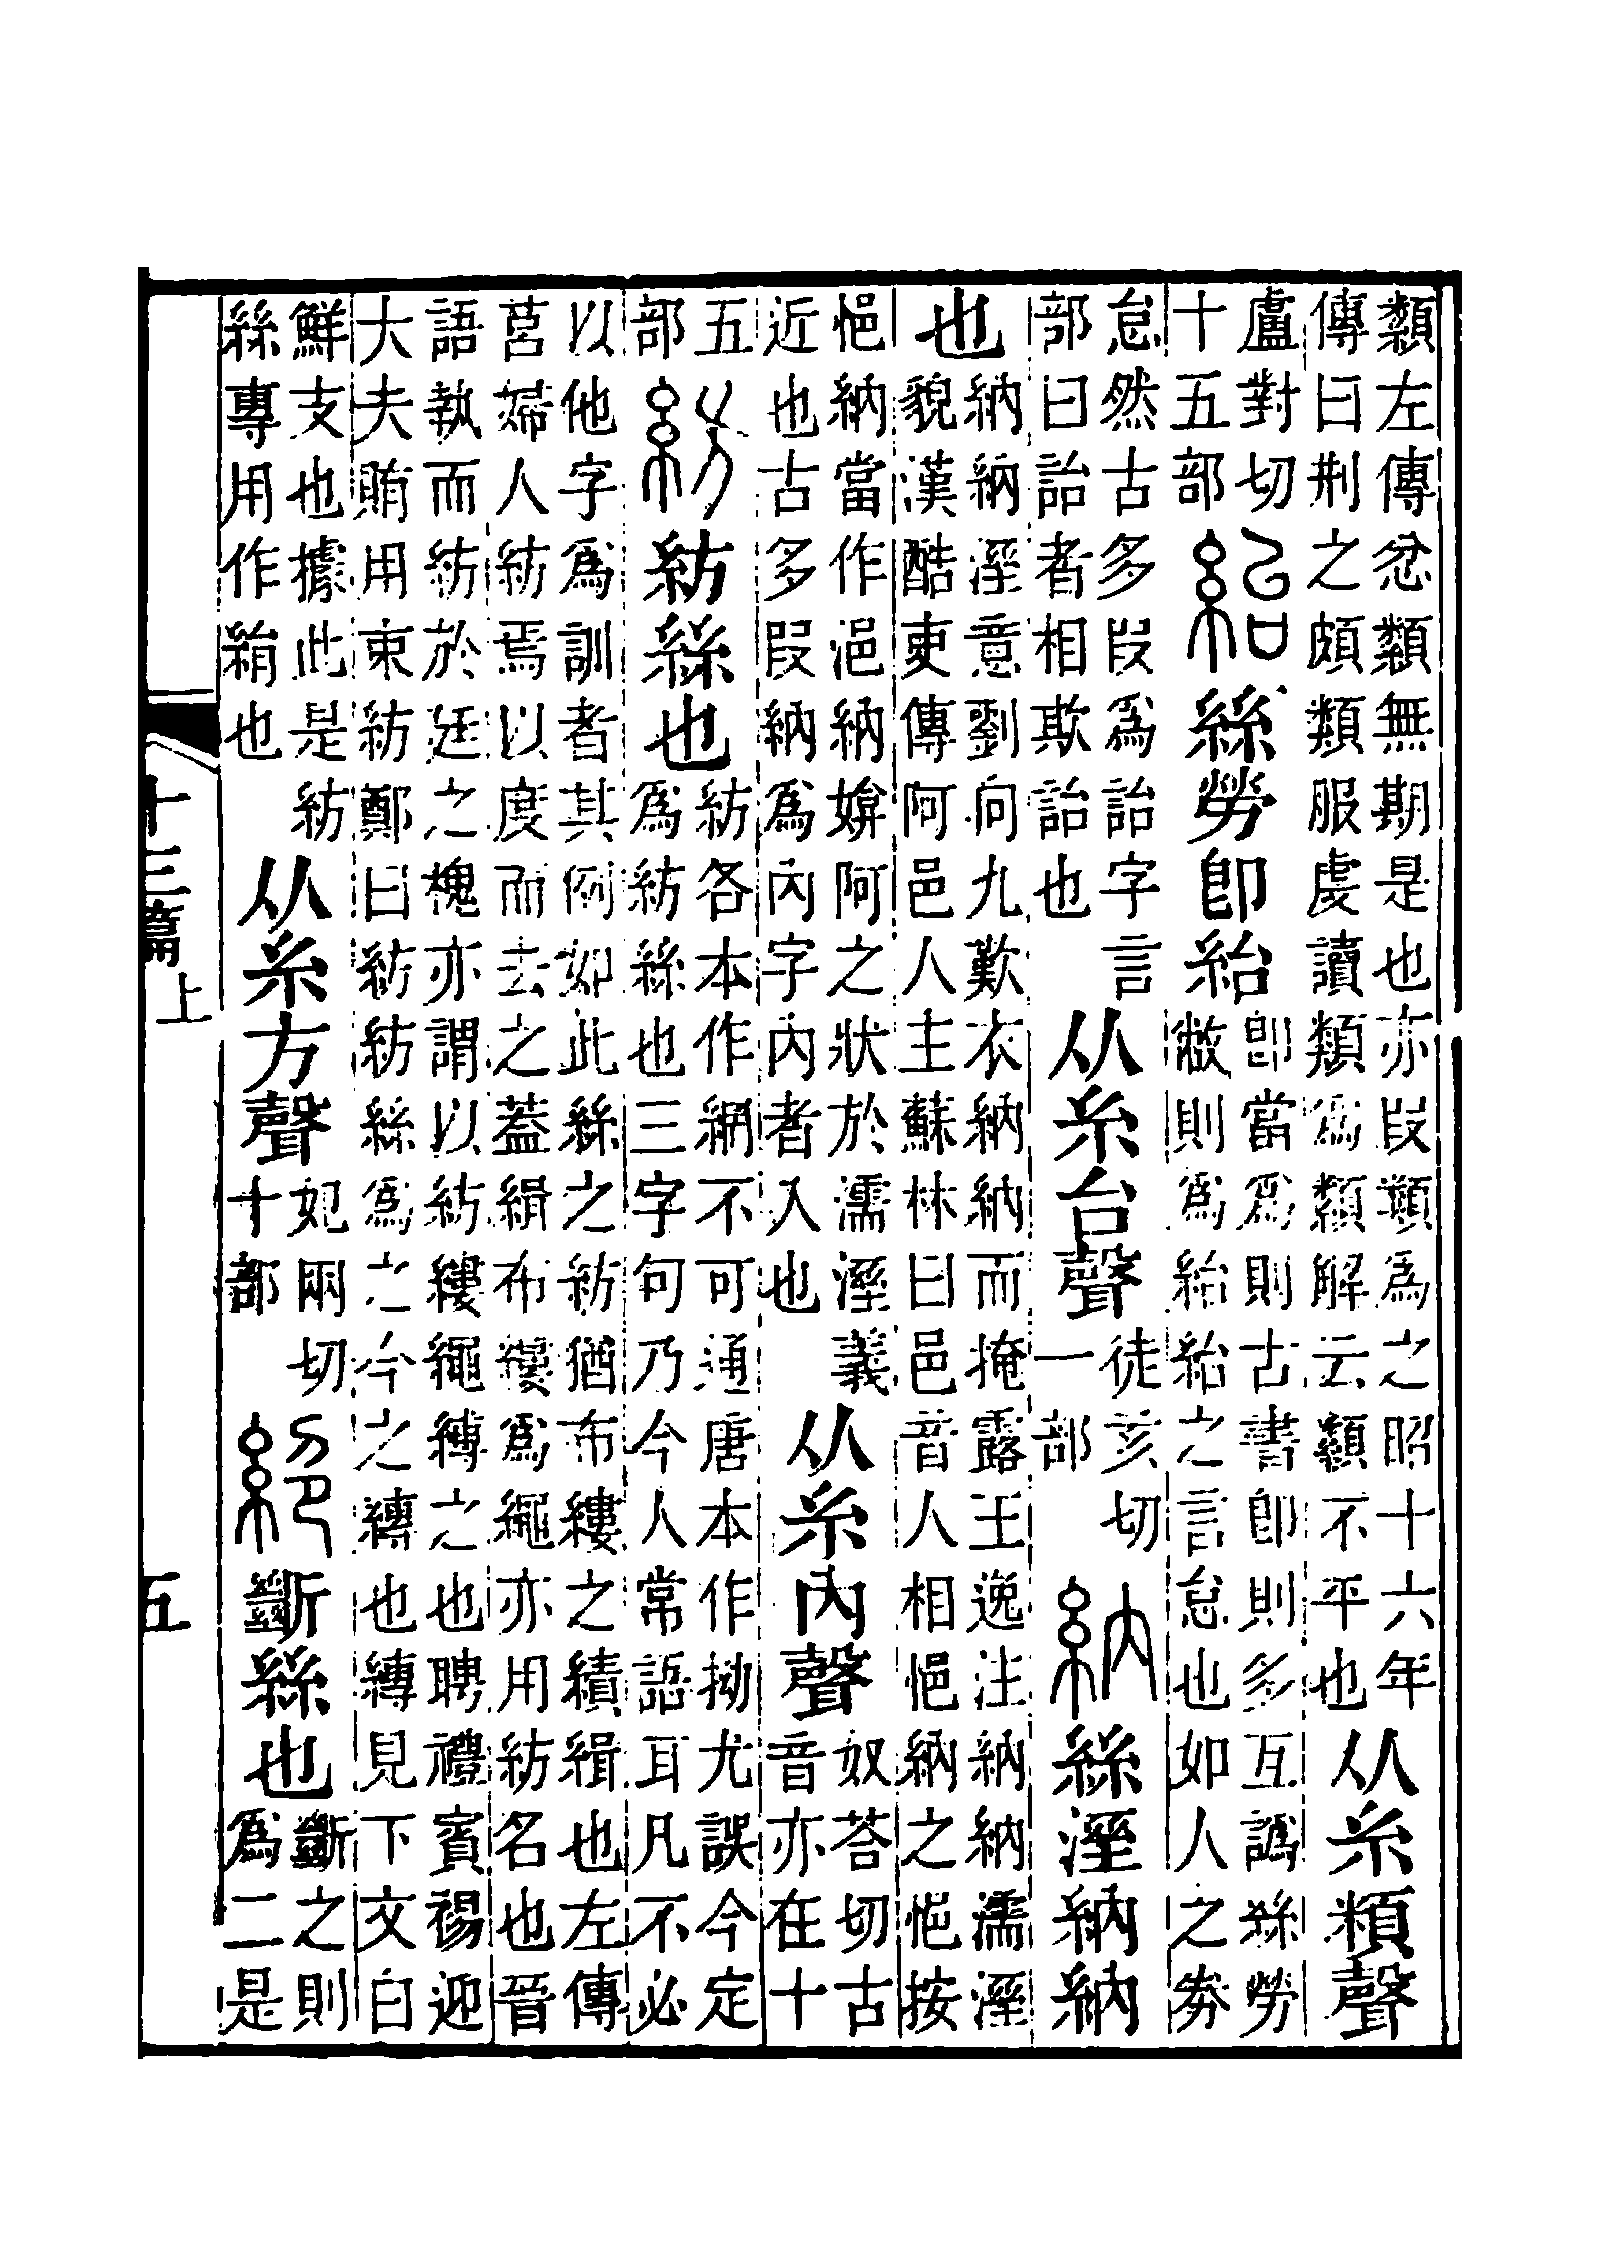 纇左傳忿纇無期是也亦叚類為之昭十六年傳曰荆之頗類服虔讀類爲纇解云纇不平也从糸頪聲
盧對切十五部紿絲勞卽紿卽當爲則古書卽則多互譌絲勞敝則爲紿紿之言怠也如人之劵
怠然古多叚爲詒字言部曰詒者相欺詒也从糸台聲徒亥切一部納絲溼納納
也納納溼意劉向九歎衣納納而掩露王逸注納納濡溼貌漢酷吏傳阿邑人主蘇林曰邑音人相悒納之悒按
悒納當作浥納媕阿之狀於濡溼義近也古多叚納爲內字內者入也从糸內聲奴荅切古音亦在十
五部紡紡絲也紡各本作網不可通唐本作拗尤誤今定爲紡絲也三字句乃今人常語耳凡不必
以他字爲訓者其例如此絲之紡猶布縷之績緝也左傳莒婦人紡焉以度而去之蓋緝布縷爲繩亦用紡名也晉
語執而紡於廷之槐亦謂以紡縷繩縛之也聘禮賓裼迎大夫賄用束紡鄭曰紡紡絲爲之今之縳也縳見下文白
鮮支也據此是紡絲專用作絹也从糸方聲妃兩切十部絕斷絲也斷之則爲二是
十三篇上
五